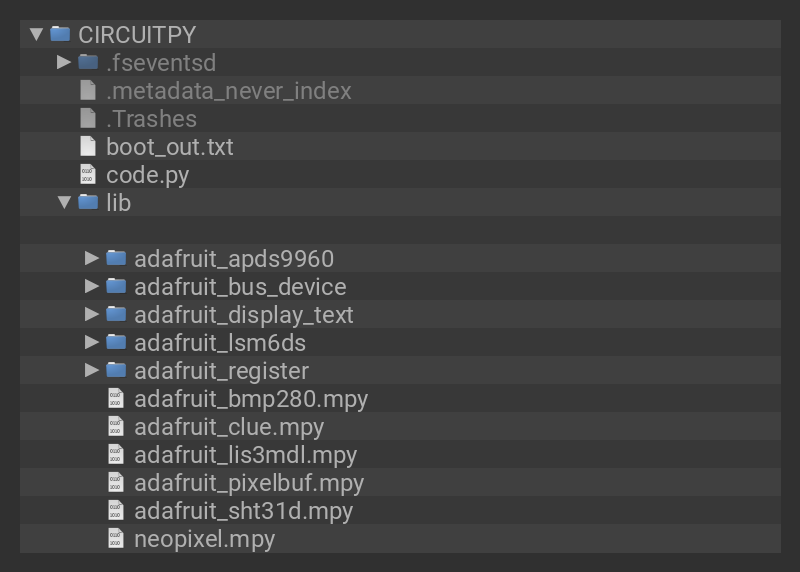 CIRCUITPY
.fseventsd
.metadata_never_index
.Trashes
boot_out.txt
code.py
lib
adafruit_apds9960
adafruit_bus_device
adafruit_display_text
adafruit_lsm6ds
adafruit_register
adafruit_bmp280.mpy
adafruit_clue.mpy
adafruit_lis3mdl.mpy
adafruit_pixelbuf.mpy
adafruit_sht31d.mpy
neopixel.mpy